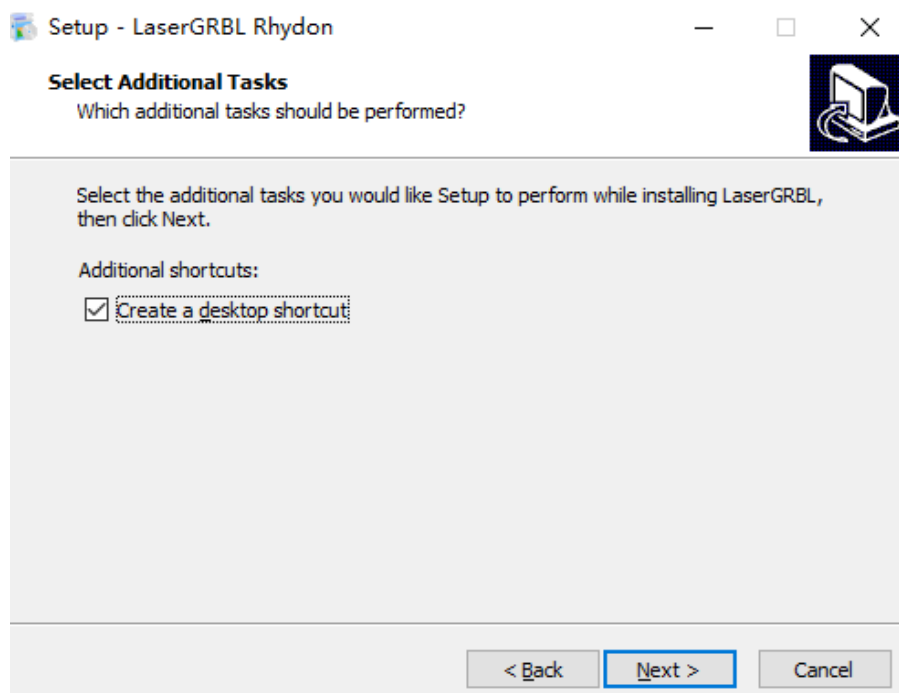 Setup - LaserGRBL Rhydon
Select Additional Tasks
Which additional tasks should be performed?
Select the additional tasks you would like Setup to perform while installing LaserGRBL,
then click Next.
Additional shortcuts:
Create a desktop shortcut
< Back Next > Cancel